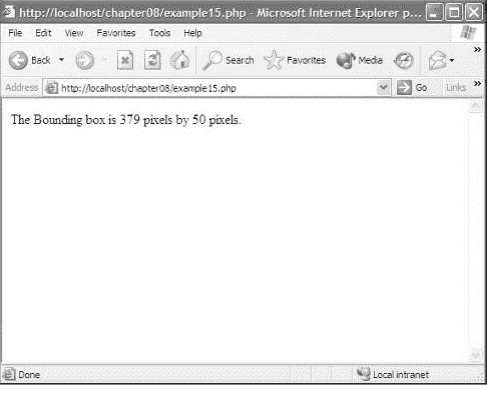 http://localhost/chapter08/example15.php - Microsoft Internet Explorer p...
File Edit View Favorites Tools Help
Back Search Favorites Media
Address http://localhost/chapter08/example15.php Go Links
The Bounding box is 379 pixels by 50 pixels.
Done Local intranet